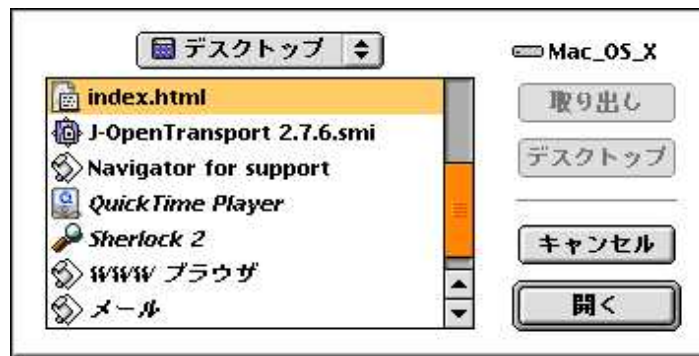 デスクトップ
Mac_OS_X
index.html
J-OpenTransport 2.7.6.smi
Navigator for support
QuickTime Player
Sherlock 2
WWW ブラウザ
メール
取り出し
デスクトップ
キャンセル
開く